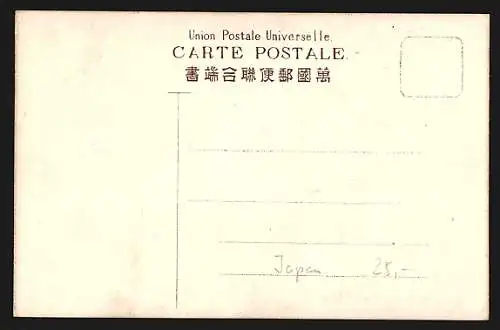 Union Postale Universelle.
CARTE POSTALE.
書端合聯便郵國萬
Japan 25,-